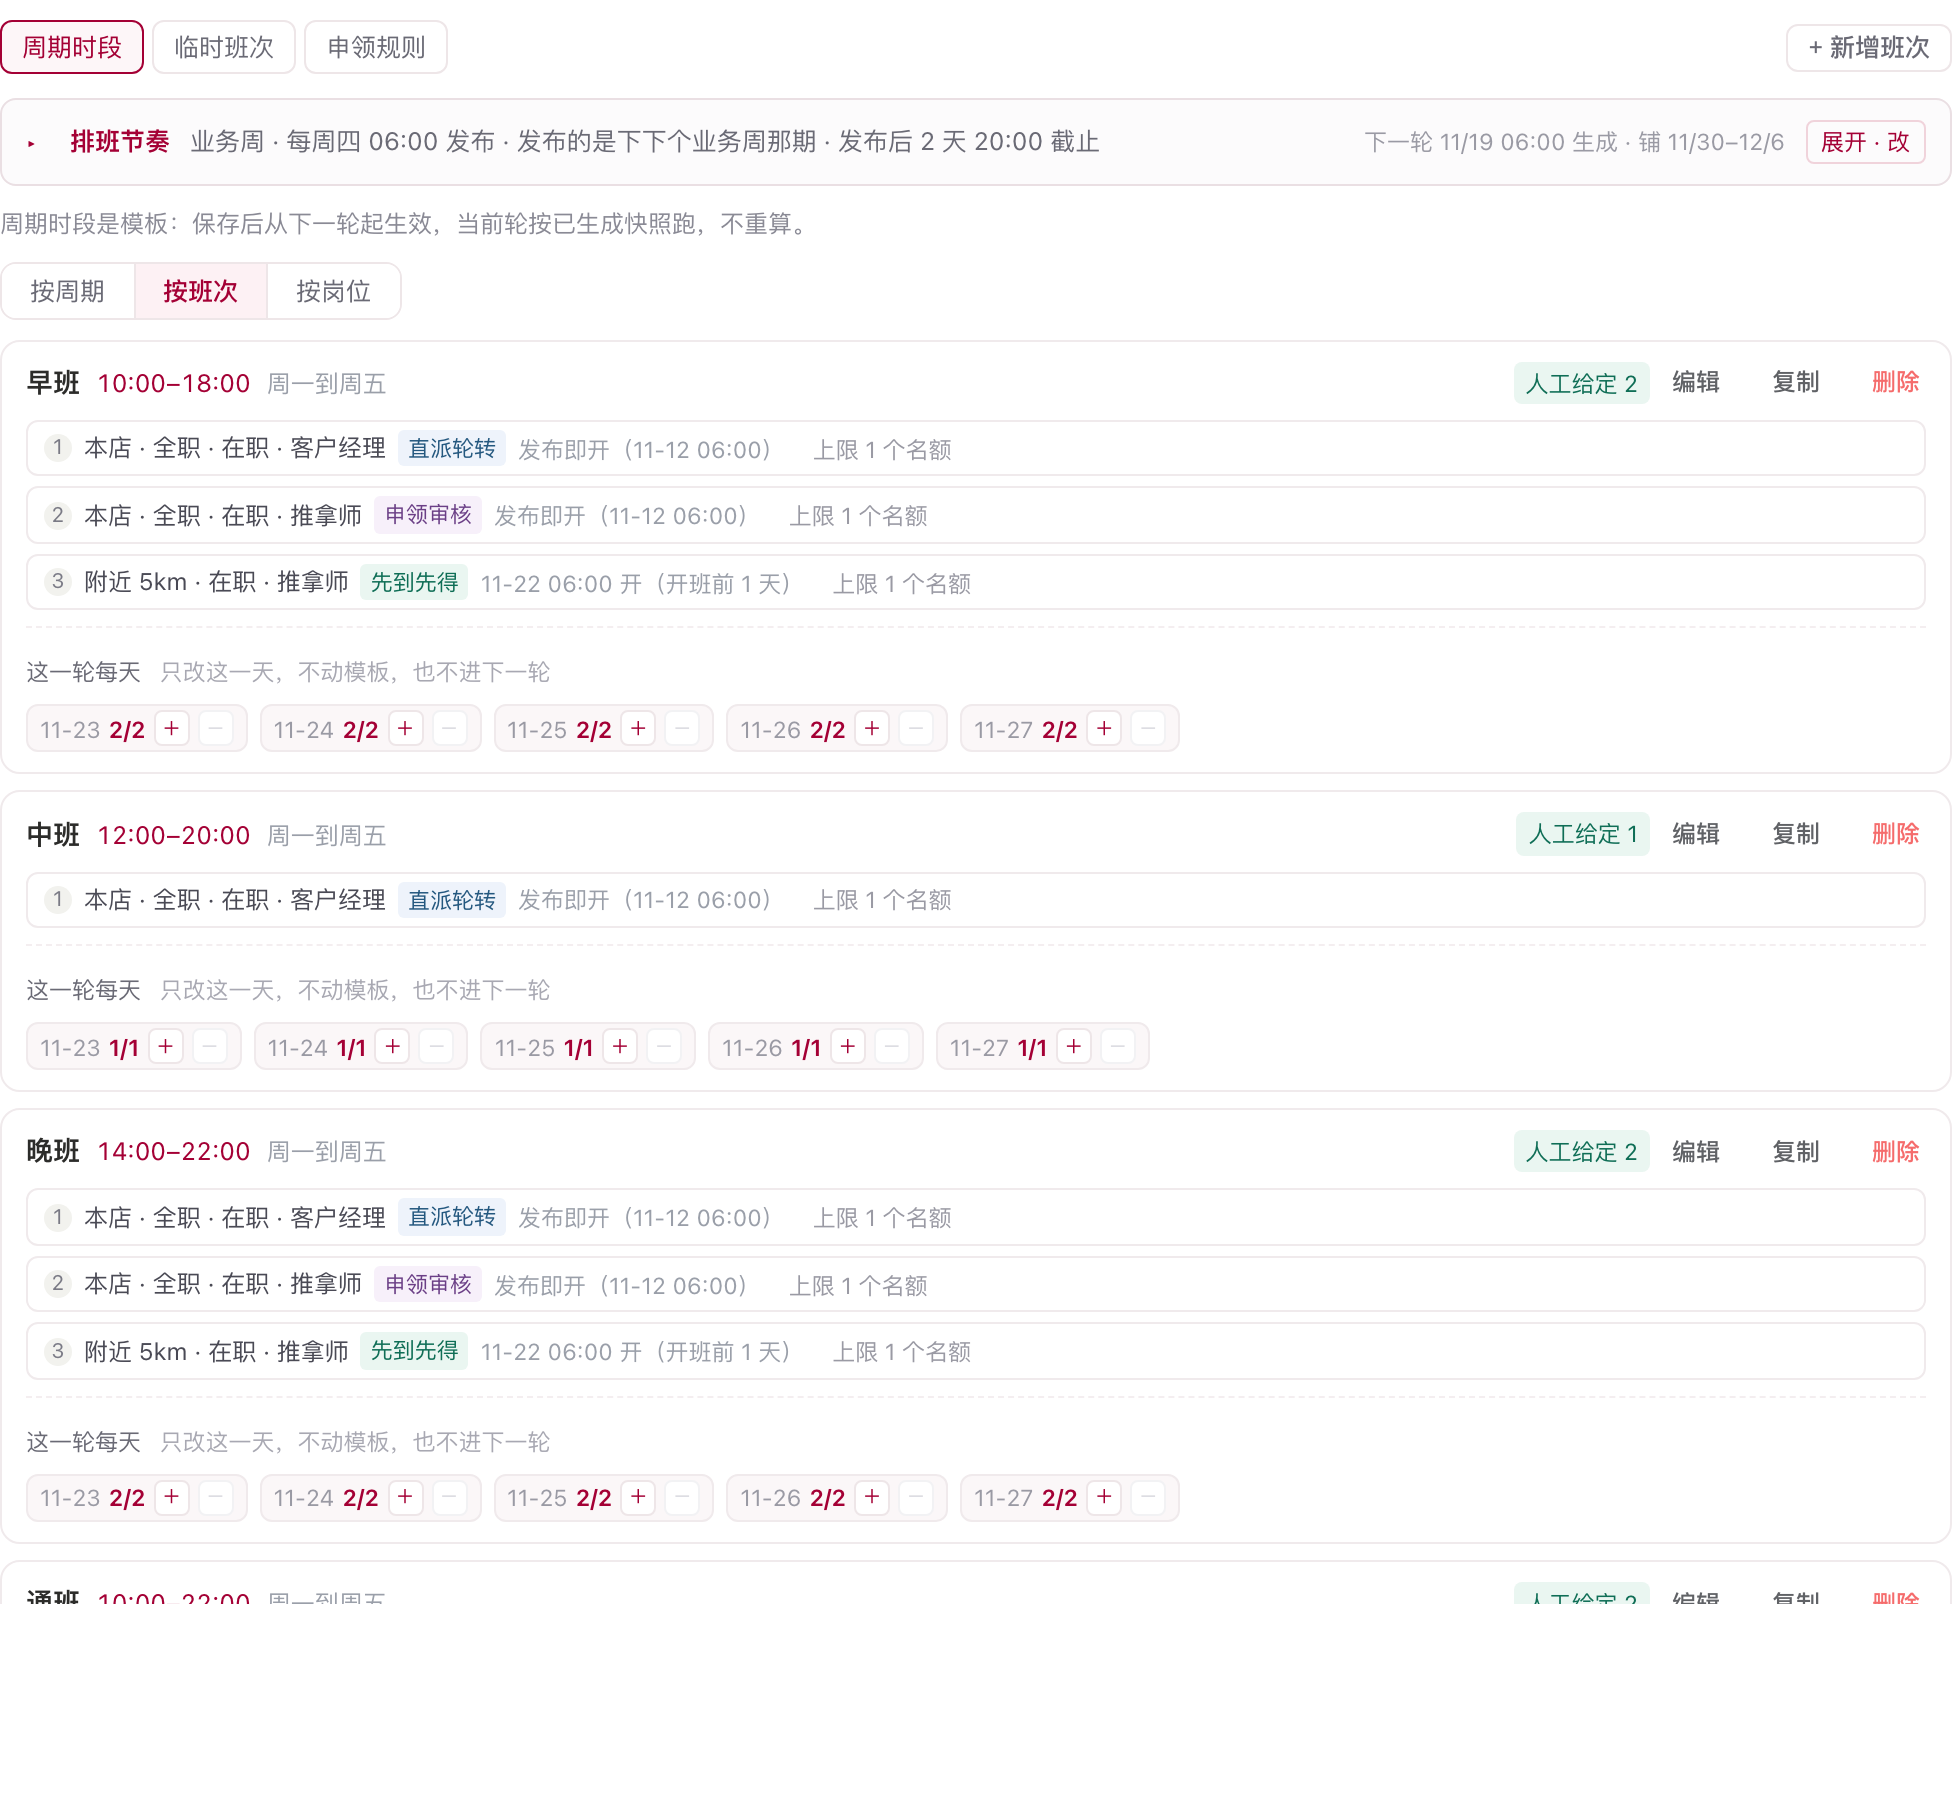 周期时段 临时班次 申领规则 + 新增班次
▸ 排班节奏 业务周 · 每周四 06:00 发布 · 发布的是下下个业务周那期 · 发布后 2 天 20:00 截止 下一轮 11/19 06:00 生成 · 铺 11/30–12/6 展开 · 改
周期时段是模板：保存后从下一轮起生效，当前轮按已生成快照跑，不重算。
按周期 按班次 按岗位
早班 10:00–18:00 周一到周五 人工给定 2 编辑 复制 删除
1 本店 · 全职 · 在职 · 客户经理 直派轮转 发布即开（11-12 06:00） 上限 1 个名额
2 本店 · 全职 · 在职 · 推拿师 申领审核 发布即开（11-12 06:00） 上限 1 个名额
3 附近 5km · 在职 · 推拿师 先到先得 11-22 06:00 开（开班前 1 天） 上限 1 个名额
这一轮每天 只改这一天，不动模板，也不进下一轮
11-23 2/2 + − 11-24 2/2 + − 11-25 2/2 + − 11-26 2/2 + − 11-27 2/2 + −
中班 12:00–20:00 周一到周五 人工给定 1 编辑 复制 删除
1 本店 · 全职 · 在职 · 客户经理 直派轮转 发布即开（11-12 06:00） 上限 1 个名额
这一轮每天 只改这一天，不动模板，也不进下一轮
11-23 1/1 + − 11-24 1/1 + − 11-25 1/1 + − 11-26 1/1 + − 11-27 1/1 + −
晚班 14:00–22:00 周一到周五 人工给定 2 编辑 复制 删除
1 本店 · 全职 · 在职 · 客户经理 直派轮转 发布即开（11-12 06:00） 上限 1 个名额
2 本店 · 全职 · 在职 · 推拿师 申领审核 发布即开（11-12 06:00） 上限 1 个名额
3 附近 5km · 在职 · 推拿师 先到先得 11-22 06:00 开（开班前 1 天） 上限 1 个名额
这一轮每天 只改这一天，不动模板，也不进下一轮
11-23 2/2 + − 11-24 2/2 + − 11-25 2/2 + − 11-26 2/2 + − 11-27 2/2 + −
通班 10:00–22:00 周一到周五 人工给定 2 编辑 复制 删除